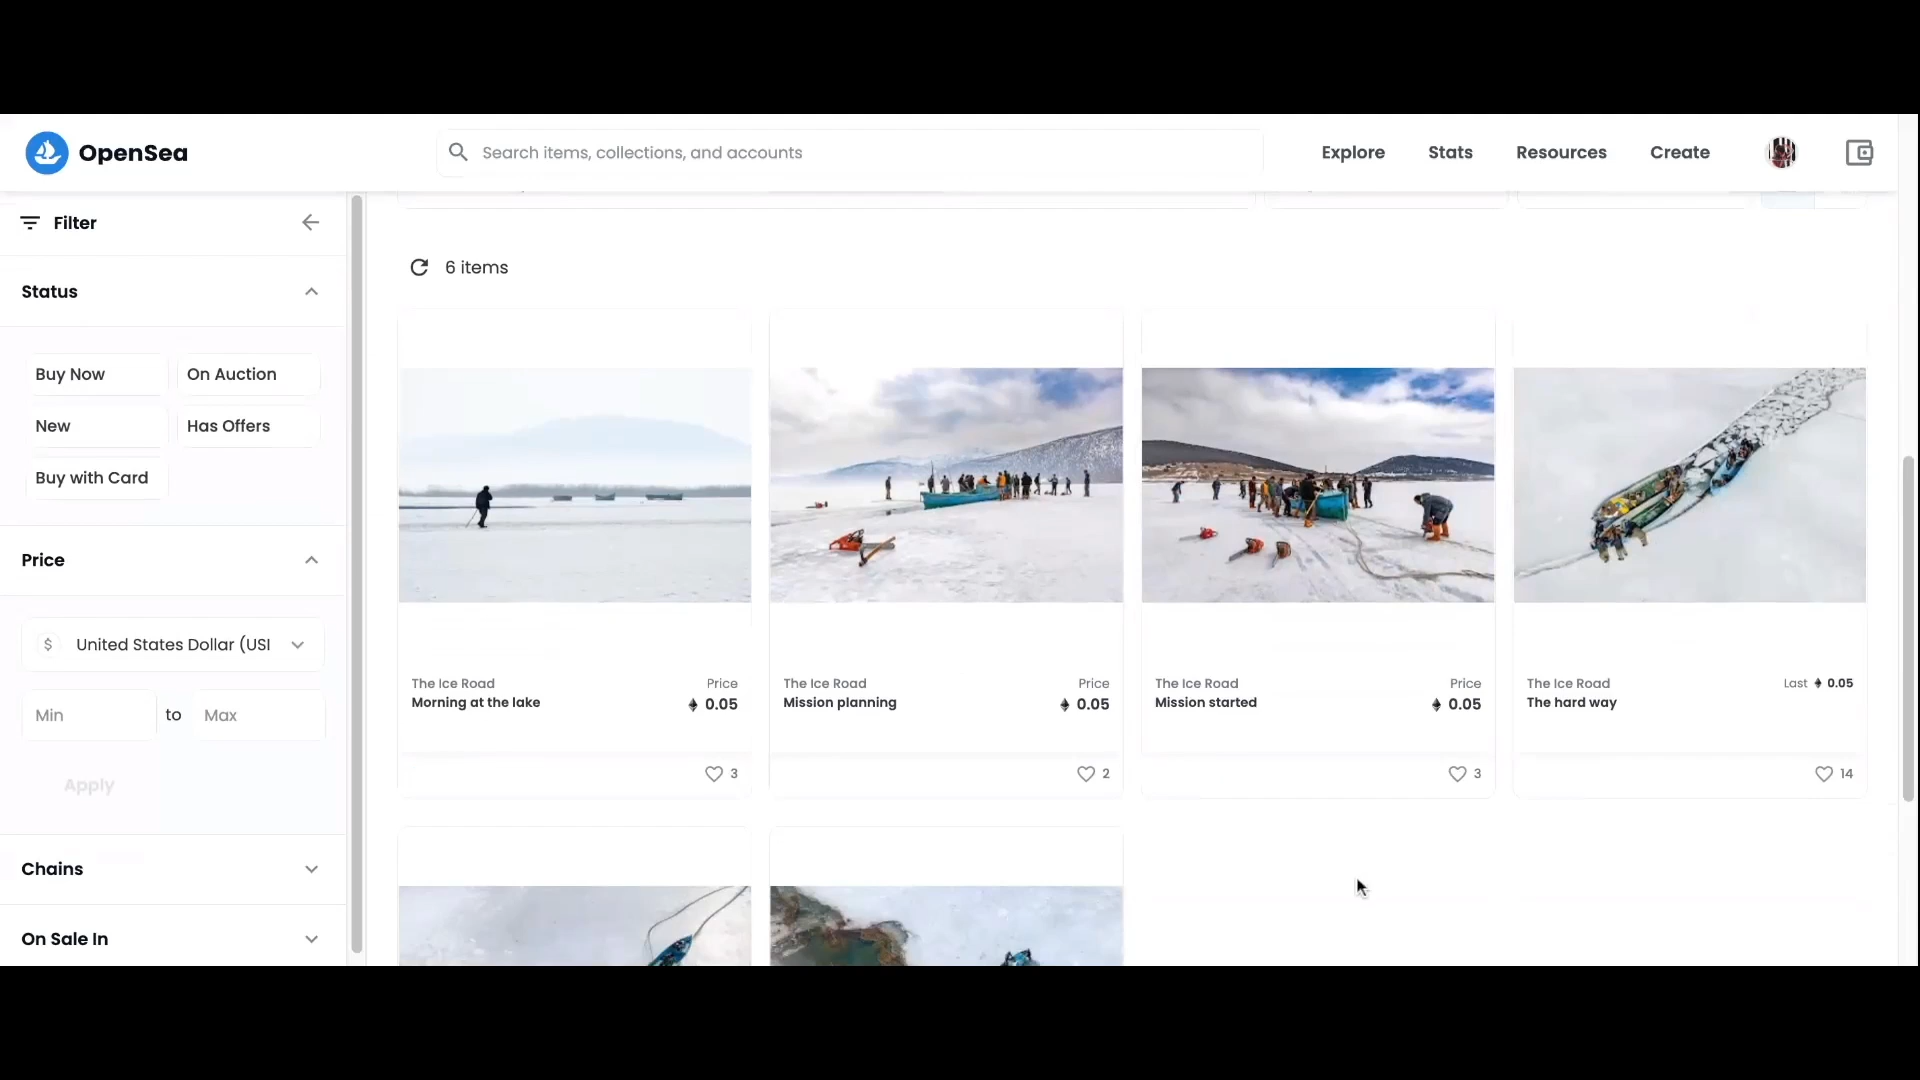 OpenSea
Search items, collections, and accounts
Explore
Stats
Resources
Create
Filter
Status
Buy Now
On Auction
New
Has Offers
Buy with Card
Price
$ United States Dollar (USI
Min
to
Max
Apply
Chains
On Sale In
6 items
The Ice Road
Price
Morning at the lake
0.05
3
The Ice Road
Price
Mission planning
0.05
2
The Ice Road
Price
Mission started
0.05
3
The Ice Road
Last 0.05
The hard way
14